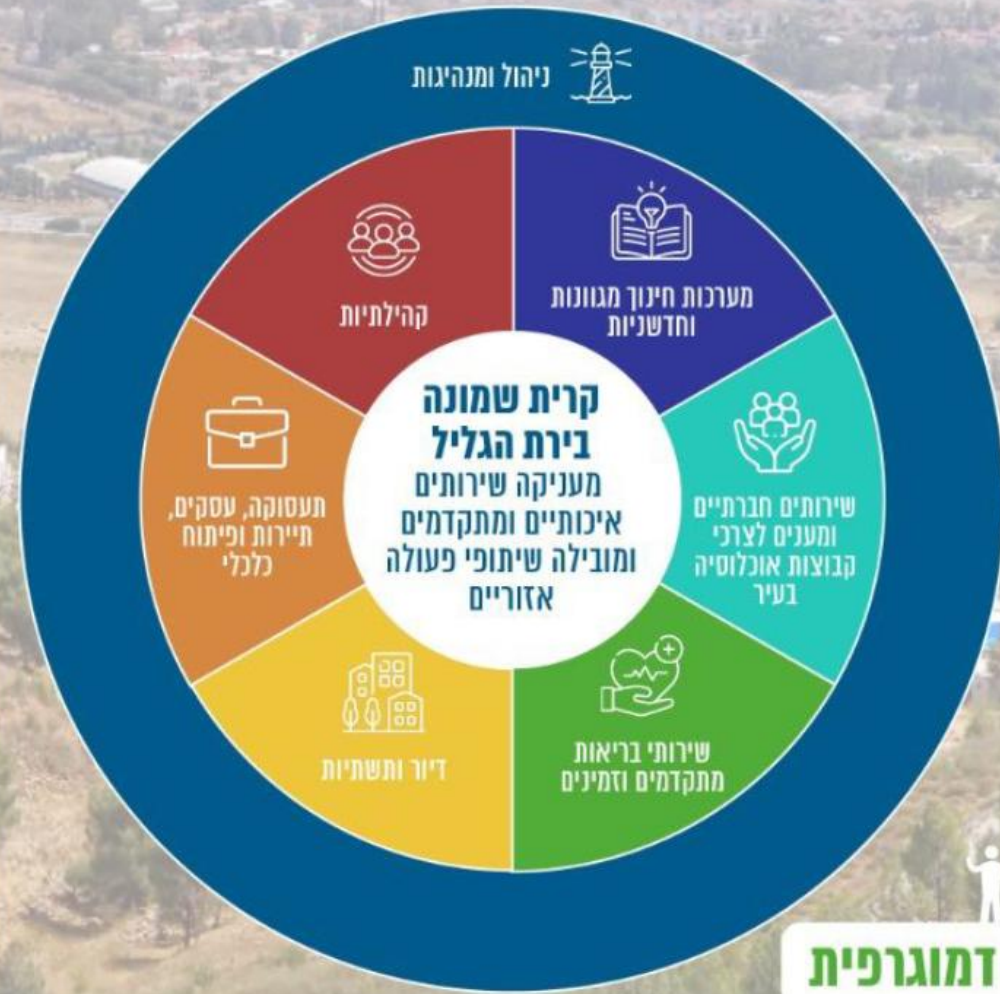 ניהול ומנהיגות
מערכות חינוך מגוונות
וחדשניות
שירותים חברתיים
ומענים לצרכי
קבוצות אוכלוסיה
בעיר
שירותי בריאות
מתקדמים וזמינים
דיור ותשתיות
תעסוקה, עסקים,
תיירות ופיתוח
כלכלי
קהילתיות
קרית שמונה
בירת הגליל
מעניקה שירותים
איכותיים ומתקדמים
ומובילה שיתופי פעולה
אזוריים
דמוגרפית